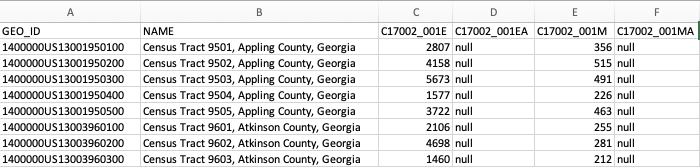 A B C D E F
GEO_ID NAME C17002_001E C17002_001EA C17002_001M C17002_001MA
1400000US13001950100 Census Tract 9501, Appling County, Georgia 2807 null 356 null
1400000US13001950200 Census Tract 9502, Appling County, Georgia 4158 null 515 null
1400000US13001950300 Census Tract 9503, Appling County, Georgia 5673 null 491 null
1400000US13001950400 Census Tract 9504, Appling County, Georgia 1577 null 226 null
1400000US13001950500 Census Tract 9505, Appling County, Georgia 3722 null 463 null
1400000US13003960100 Census Tract 9601, Atkinson County, Georgia 2106 null 255 null
1400000US13003960200 Census Tract 9602, Atkinson County, Georgia 4698 null 281 null
1400000US13003960300 Census Tract 9603, Atkinson County, Georgia 1460 null 212 null